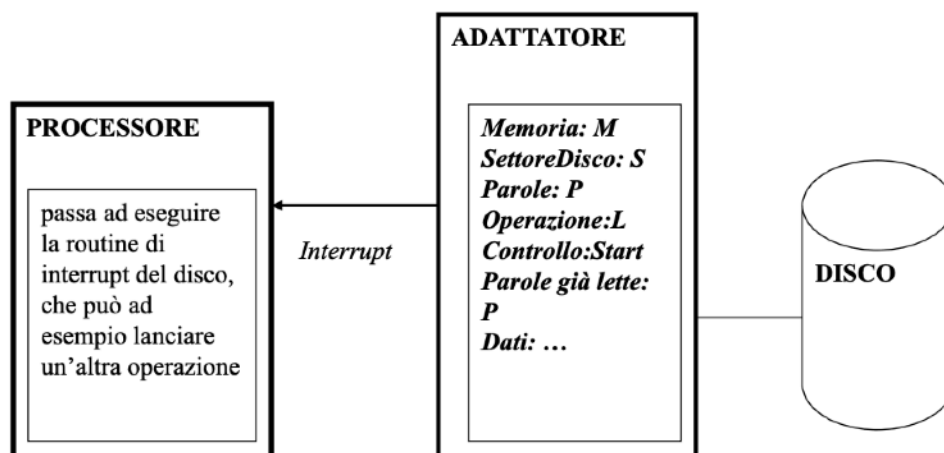 PROCESSORE
passa ad eseguire
la routine di
interrupt del disco,
che può ad
esempio lanciare
un'altra operazione
Interrupt
ADATTATORE
Memoria: M
SettoreDisco: S
Parole: P
Operazione:L
Controllo:Start
Parole già lette:
P
Dati: …
DISCO